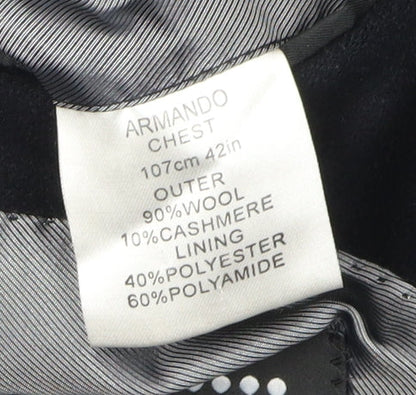 ARMANDO
CHEST
107cm 42in
OUTER
90%WOOL
10%CASHMERE
LINING
40%POLYESTER
60%POLYAMIDE